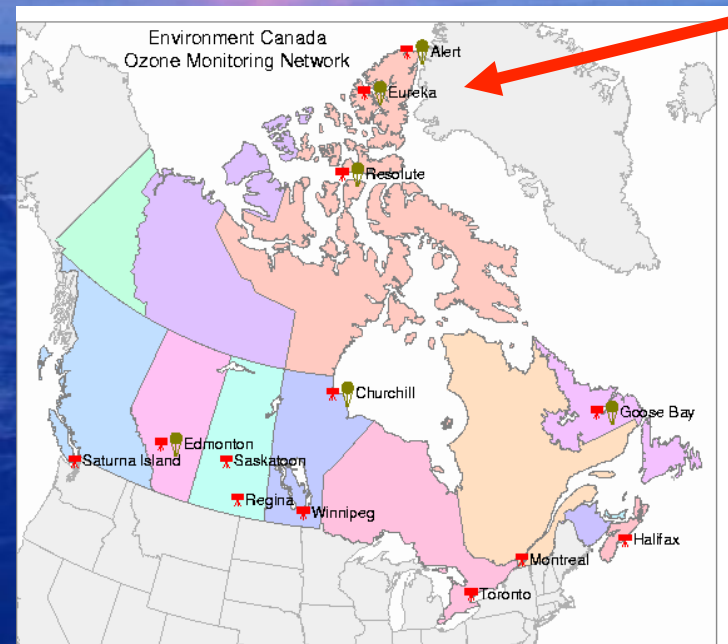 Environment Canada
Ozone Monitoring Network
Alert
Eureka
Resolute
Churchill
Goose Bay
Edmonton
Saturna Island
Saskatoon
Regina
Winnipeg
Halifax
Montreal
Toronto